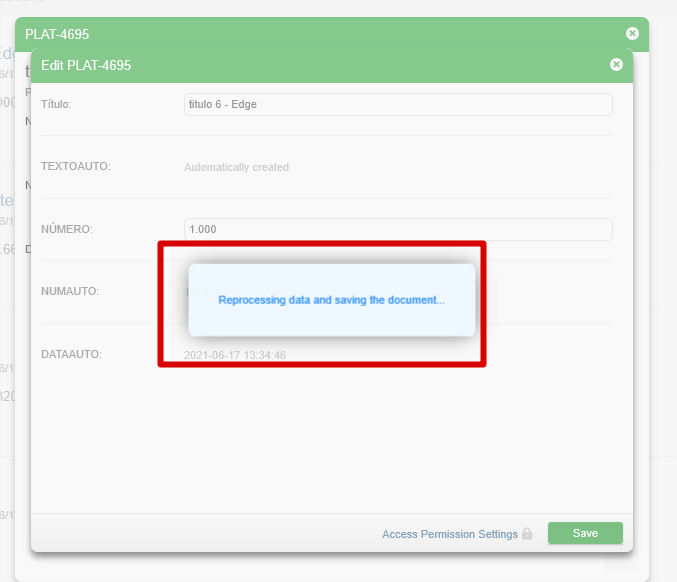 PLAT-4695
Edit PLAT-4695
Título:
titulo 6 - Edge
TEXTOAUTO:
Automatically created
NÚMERO:
1.000
NUMAUTO:
Reprocessing data and saving the document...
DATAAUTO:
2021-06-17 13:34:46
Access Permission Settings
Save